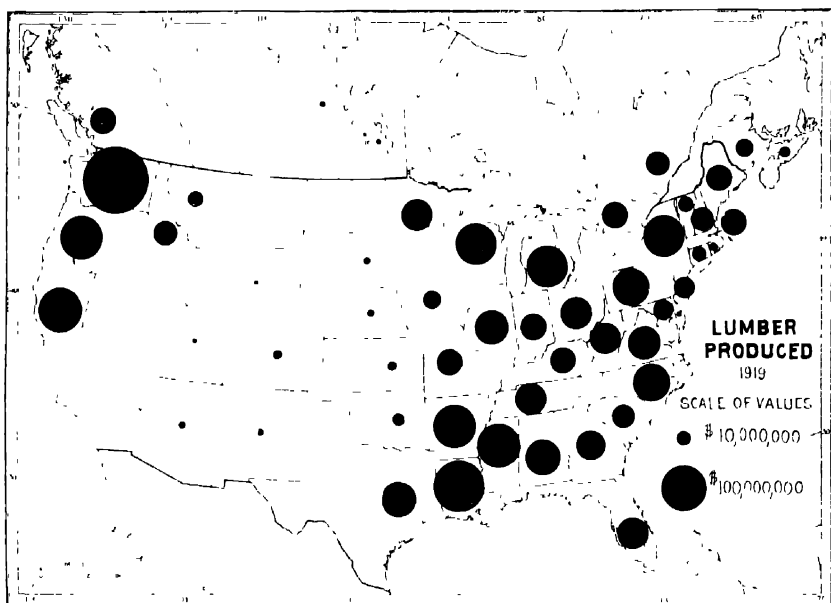 LUMBER
PRODUCED
1919
SCALE OF VALUES
$10,000,000
$100,000,000